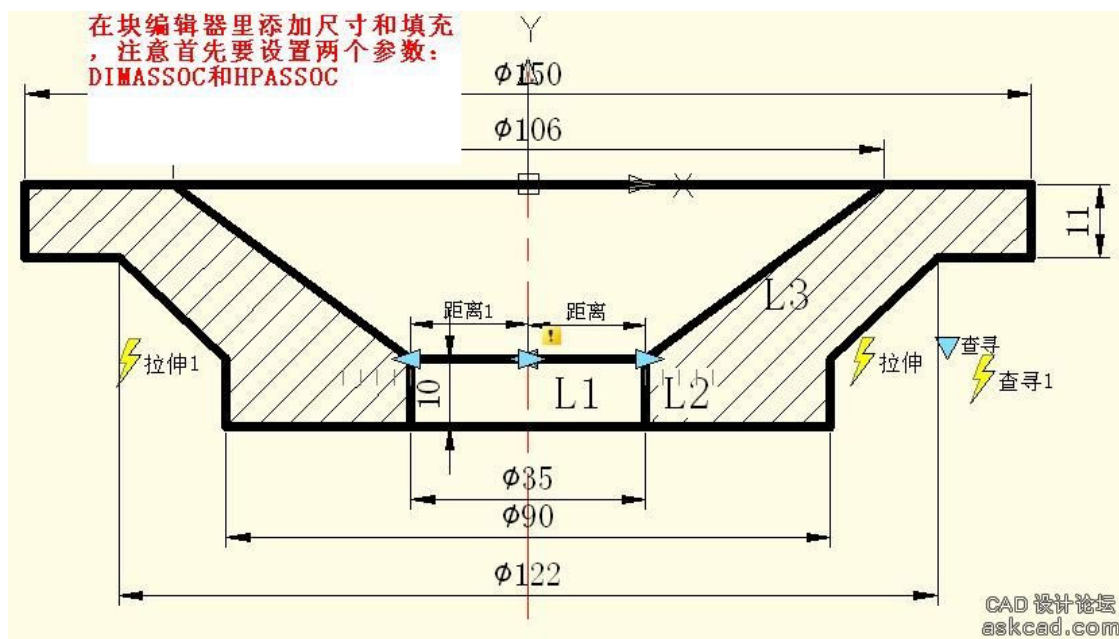 在块编辑器里添加尺寸和填充
，注意首先要设置两个参数：
DIMASSOC和HPASSOC
Y
ϕ150
ϕ106
X
11
L3
距离1
距离
!
拉伸1
拉伸
查寻
查寻1
10
L1
L2
ϕ35
ϕ90
ϕ122
CAD 设计论坛
askcad.com